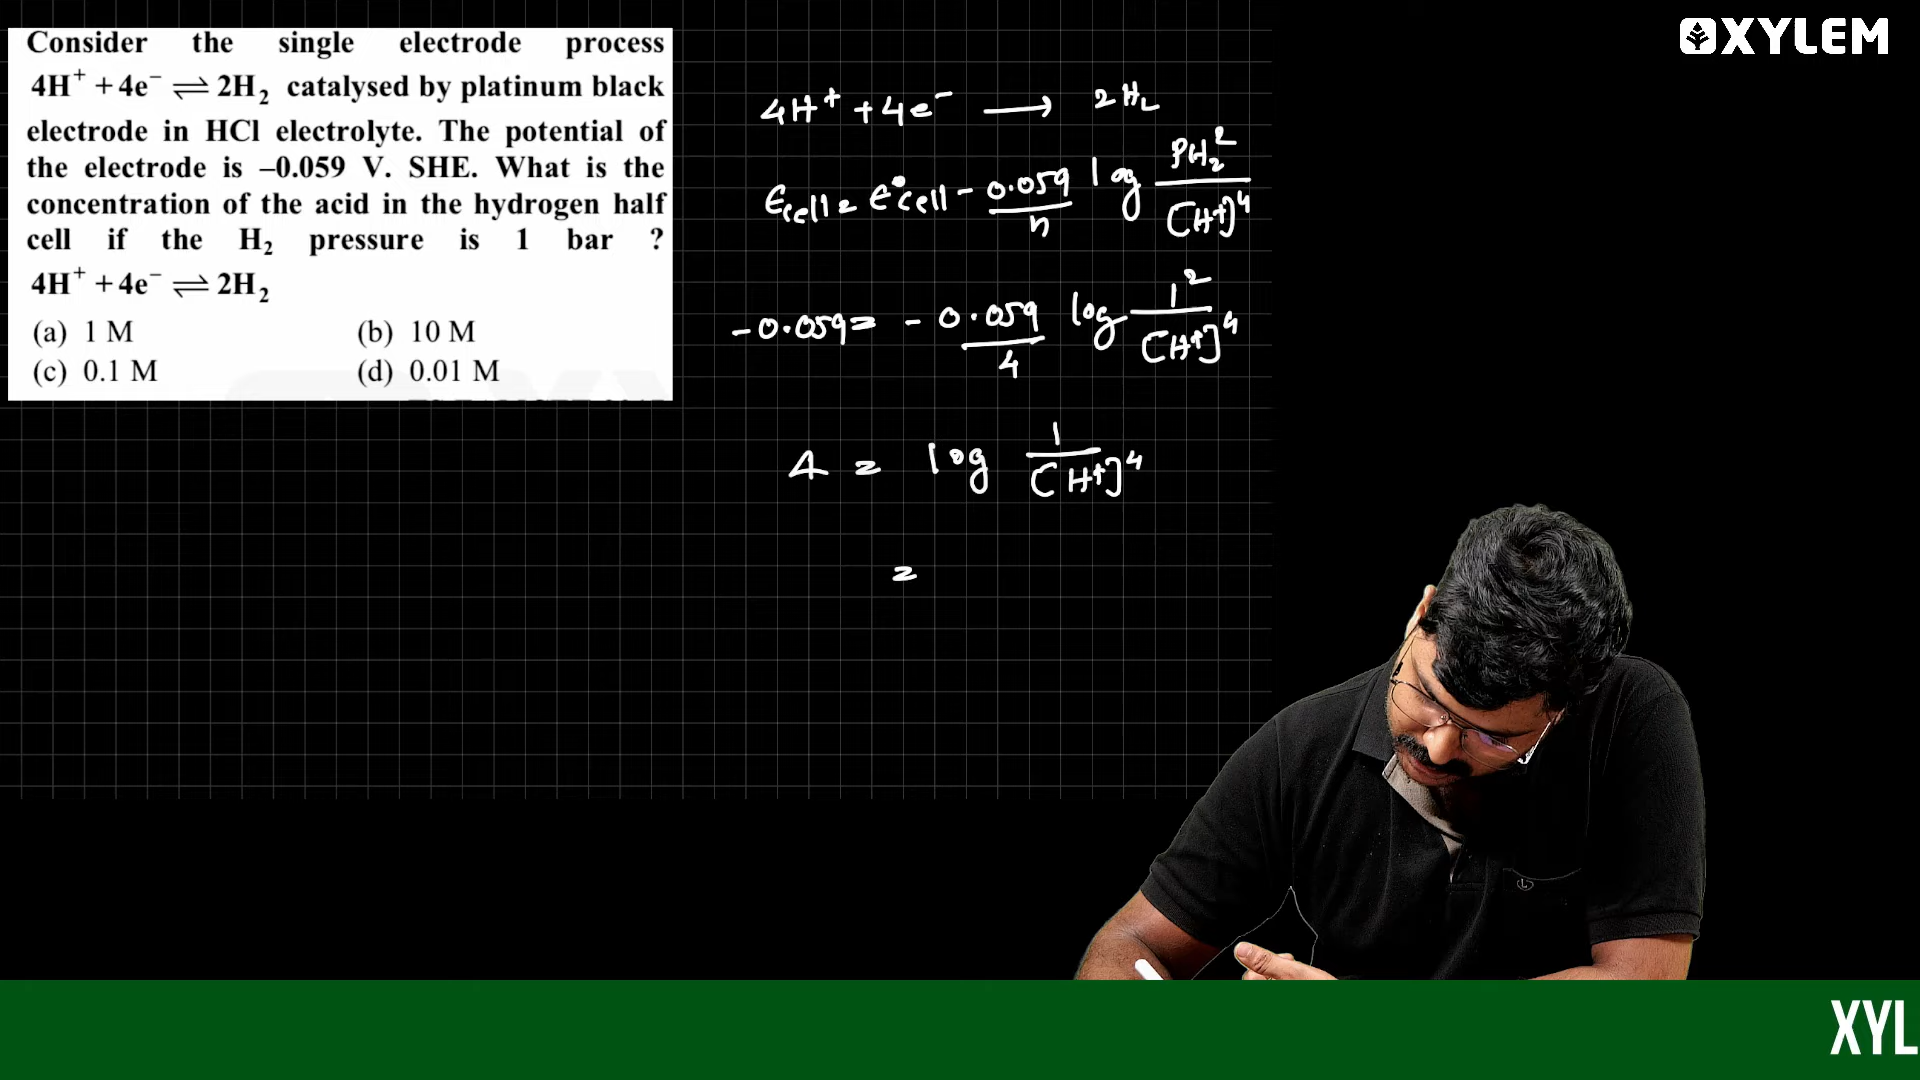 Consider the single electrode process
4H⁺ + 4e⁻ ⇌ 2H₂ catalysed by platinum black
electrode in HCl electrolyte. The potential of
the electrode is –0.059 V. SHE. What is the
concentration of the acid in the hydrogen half
cell if the H₂ pressure is 1 bar ?
4H⁺ + 4e⁻ ⇌ 2H₂
(a) 1 M (b) 10 M
(c) 0.1 M (d) 0.01 M
4H⁺ + 4e⁻ ⟶ 2H₂
Ecell = E°cell - 0.059/n log PH₂²/[H⁺]⁴
-0.059 = - 0.059/4 log 1²/[H⁺]⁴
4 = log 1/[H⁺]⁴
=
XYLEM
XYL